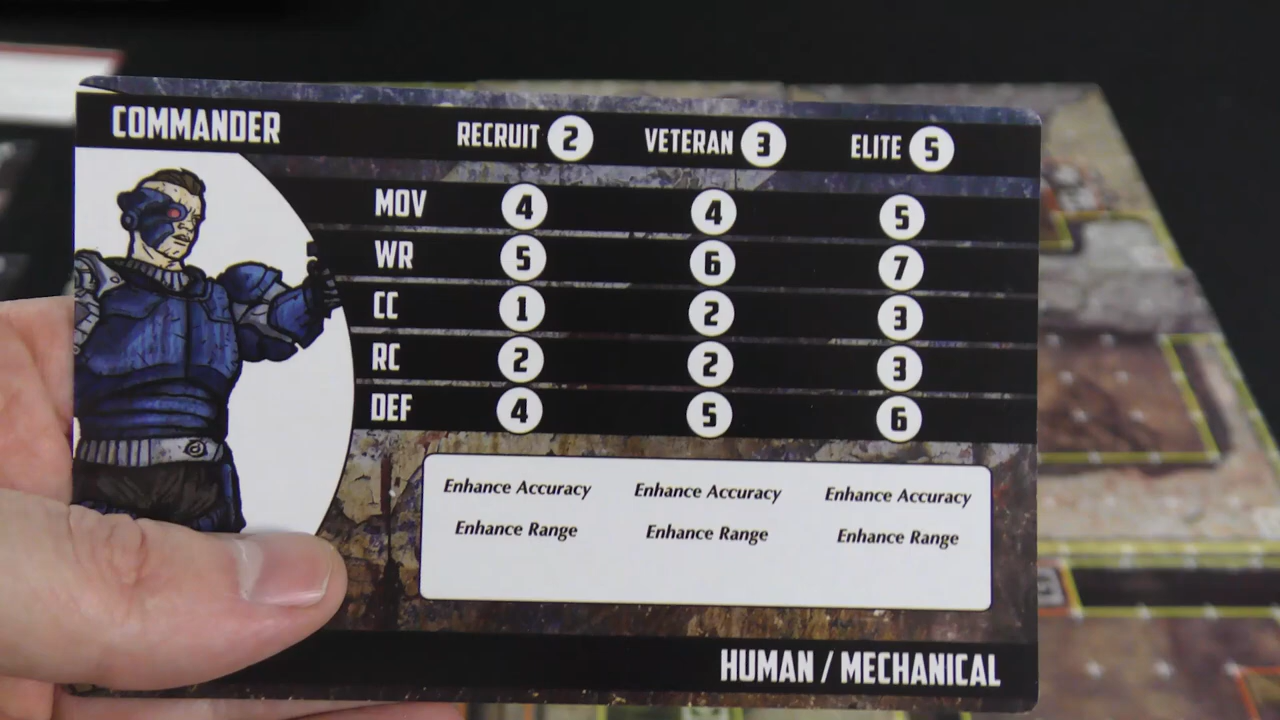 COMMANDER RECRUIT 2 VETERAN 3 ELITE 5
MOV 4 4 5
WR 5 6 7
CC 1 2 3
RC 2 2 3
DEF 4 5 6
Enhance Accuracy Enhance Accuracy Enhance Accuracy
Enhance Range Enhance Range Enhance Range
HUMAN / MECHANICAL